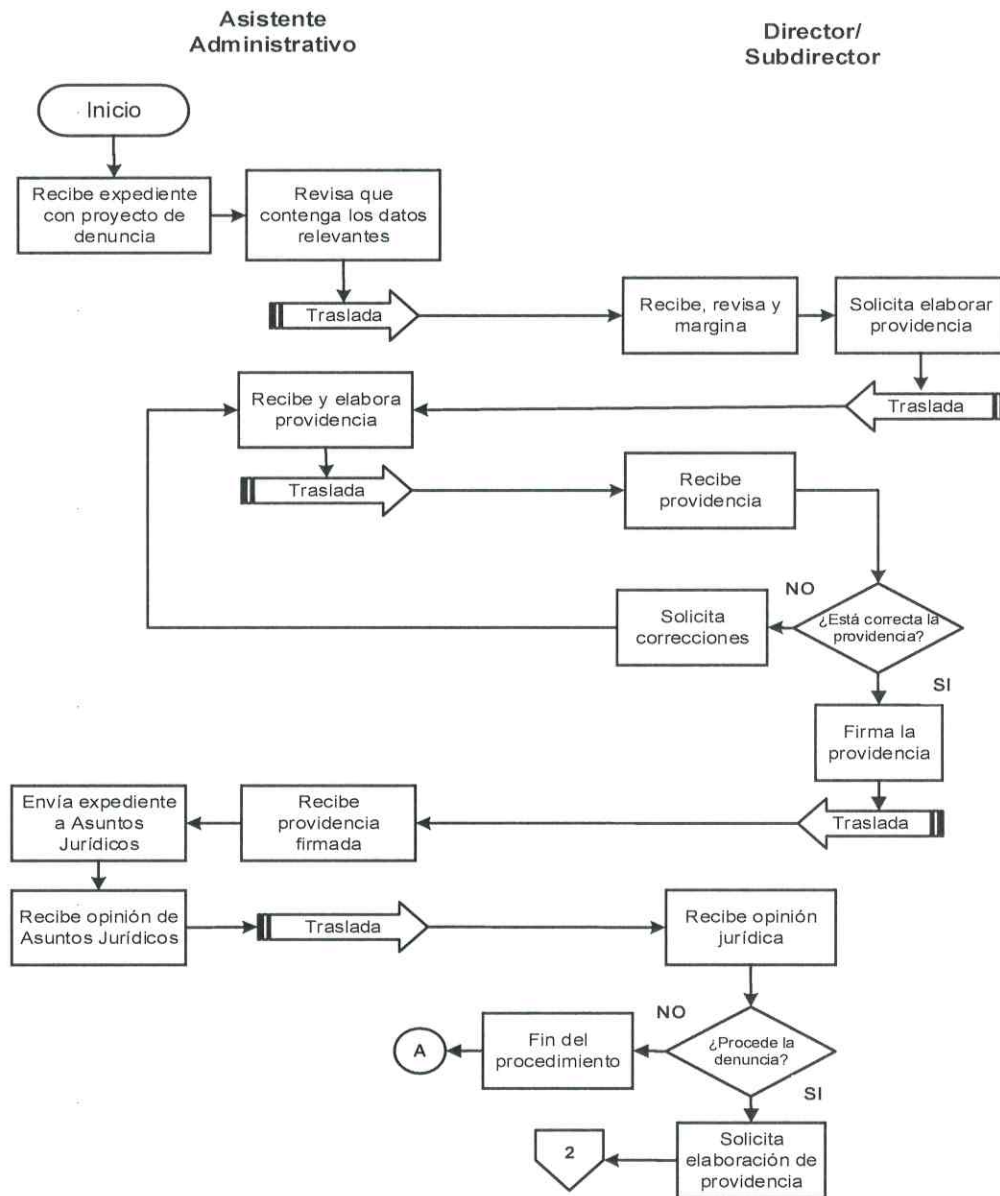 Asistente
Administrativo
Director/
Subdirector
Inicio
Recibe expediente
con proyecto de
denuncia
Revisa que
contenga los datos
relevantes
Traslada
Recibe, revisa y
margina
Solicita elaborar
providencia
Traslada
Recibe y elabora
providencia
Traslada
Recibe
providencia
¿Está correcta la
providencia?
NO
Solicita
correcciones
SI
Firma la
providencia
Traslada
Recibe
providencia
firmada
Envía expediente
a Asuntos
Jurídicos
Recibe opinión de
Asuntos Jurídicos
Traslada
Recibe opinión
jurídica
¿Procede la
denuncia?
NO
Fin del
procedimiento
A
SI
Solicita
elaboración de
providencia
2